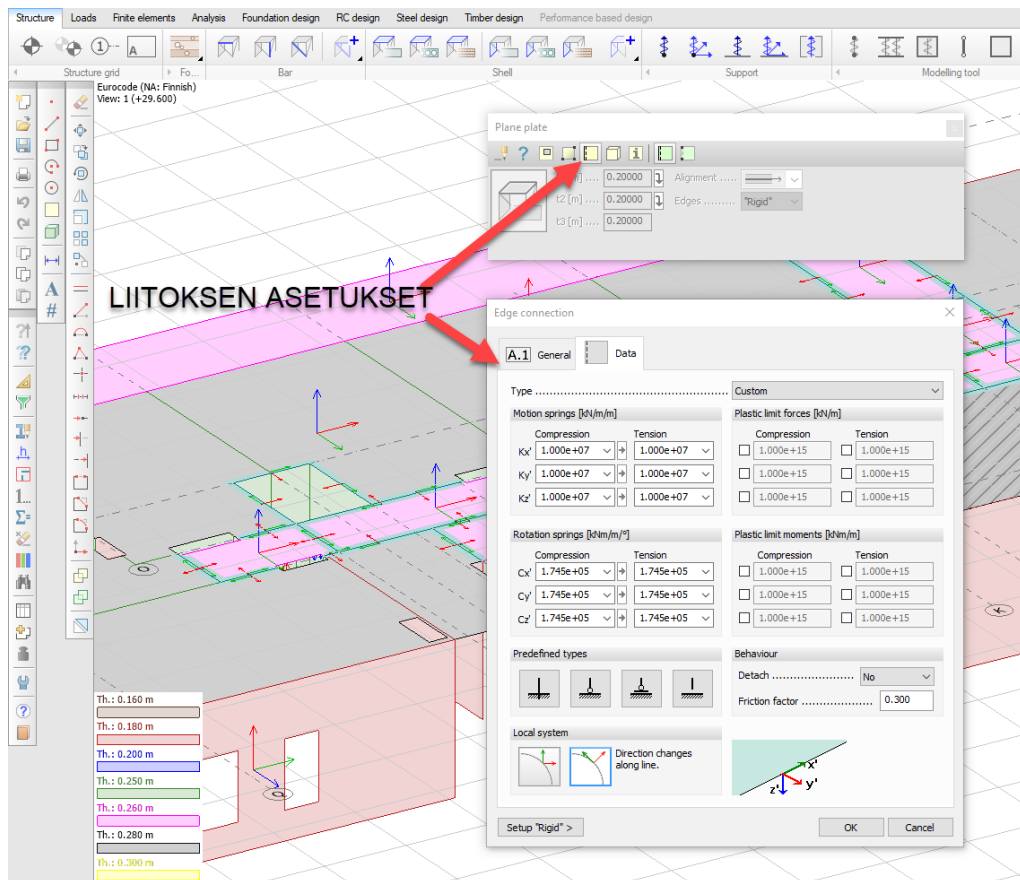 Structure Loads Finite elements Analysis Foundation design RC design Steel design Timber design Perfomance based design
Structure grid Fo... Bar Shell Support Modelling tool
Eurocode (NA: Finnish)
View: 1 (+29.600)
Plane plate
[m] .... 0.20000 Alignment .....
t2 [m] .... 0.20000 Edges ......... "Rigid"
t3 [m] .... 0.20000
LIITOKSEN ASETUKSET
Edge connection
A.1 General Data
Type .................................................... Custom
Motion springs [kN/m/m] Plastic limit forces [kN/m]
Compression Tension Compression Tension
Kx' 1.000e+07 1.000e+07 1.000e+15 1.000e+15
Ky' 1.000e+07 1.000e+07 1.000e+15 1.000e+15
Kz' 1.000e+07 1.000e+07 1.000e+15 1.000e+15
Rotation springs [kNm/m/°] Plastic limit moments [kNm/m]
Compression Tension Compression Tension
Cx' 1.745e+05 1.745e+05 1.000e+15 1.000e+15
Cy' 1.745e+05 1.745e+05 1.000e+15 1.000e+15
Cz' 1.745e+05 1.745e+05 1.000e+15 1.000e+15
Predefined types Behaviour
Detach ...................... No
Friction factor ................... 0.300
Local system
Direction changes
along line.
x'
y'
z'
Setup "Rigid" > OK Cancel
Th.: 0.160 m
Th.: 0.180 m
Th.: 0.200 m
Th.: 0.250 m
Th.: 0.260 m
Th.: 0.280 m
Th.: 0.300 m